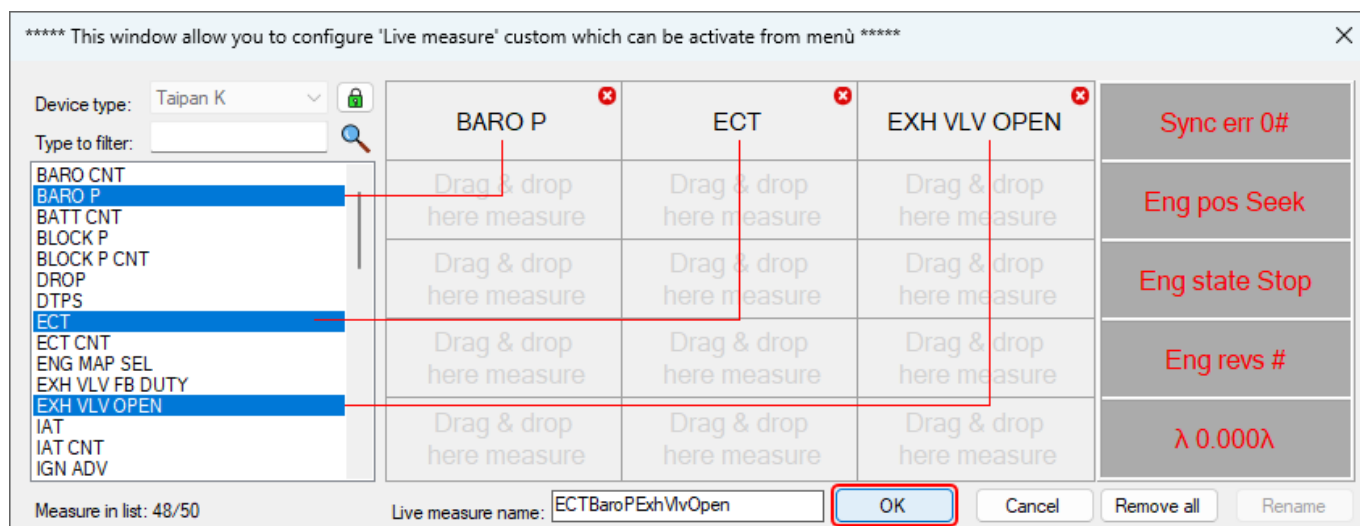 ***** This window allow you to configure 'Live measure' custom which can be activate from menù *****
Device type:
Taipan K
Type to filter:
BARO CNT
BARO P
BATT CNT
BLOCK P
BLOCK P CNT
DROP
DTPS
ECT
ECT CNT
ENG MAP SEL
EXH VLV FB DUTY
EXH VLV OPEN
IAT
IAT CNT
IGN ADV
Measure in list: 48/50
BARO P
ECT
EXH VLV OPEN
Drag & drop
here measure
Drag & drop
here measure
Drag & drop
here measure
Drag & drop
here measure
Drag & drop
here measure
Drag & drop
here measure
Drag & drop
here measure
Drag & drop
here measure
Drag & drop
here measure
Drag & drop
here measure
Drag & drop
here measure
Drag & drop
here measure
Sync err 0#
Eng pos Seek
Eng state Stop
Eng revs #
λ 0.000λ
Live measure name:
ECTBaroPExhVlvOpen
OK
Cancel
Remove all
Rename